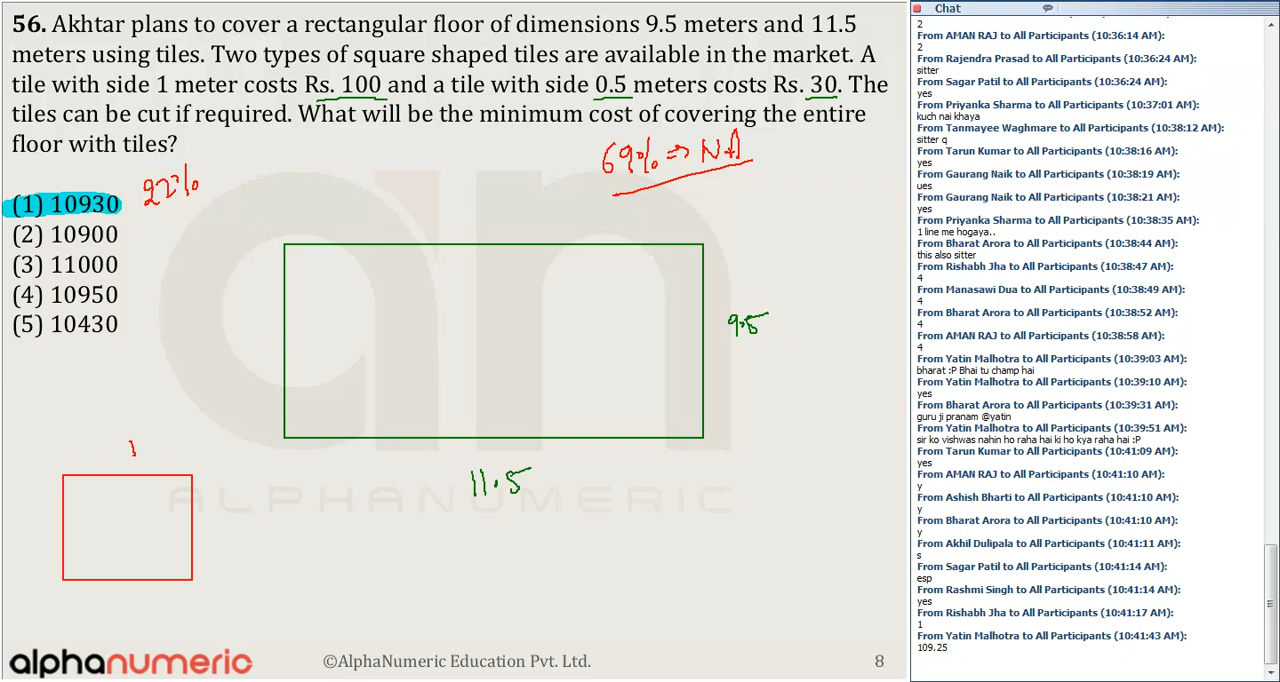 56. Akhtar plans to cover a rectangular floor of dimensions 9.5 meters and 11.5
meters using tiles. Two types of square shaped tiles are available in the market. A
tile with side 1 meter costs Rs. 100 and a tile with side 0.5 meters costs Rs. 30. The
tiles can be cut if required. What will be the minimum cost of covering the entire
floor with tiles?
69% => NA
(1) 10930 22%
(2) 10900
(3) 11000
(4) 10950
(5) 10430
9.5
1
11.5
ALPHANUMERIC
alphanumeric
©AlphaNumeric Education Pvt. Ltd.
8
Chat
2
From AMAN RAJ to All Participants (10:36:14 AM):
2
From Rajendra Prasad to All Participants (10:36:24 AM):
sitter
From Sagar Patil to All Participants (10:36:24 AM):
yes
From Priyanka Sharma to All Participants (10:37:01 AM):
kuch nai khaya
From Tanmayee Waghmare to All Participants (10:38:12 AM):
sitter q
From Tarun Kumar to All Participants (10:38:16 AM):
yes
From Gaurang Naik to All Participants (10:38:19 AM):
ues
From Gaurang Naik to All Participants (10:38:21 AM):
yes
From Priyanka Sharma to All Participants (10:38:35 AM):
1 line me hogaya..
From Bharat Arora to All Participants (10:38:44 AM):
this also sitter
From Rishabh Jha to All Participants (10:38:47 AM):
4
From Manasawi Dua to All Participants (10:38:49 AM):
4
From Bharat Arora to All Participants (10:38:52 AM):
4
From AMAN RAJ to All Participants (10:38:58 AM):
4
From Yatin Malhotra to All Participants (10:39:03 AM):
bharat :P Bhai tu champ hai
From Yatin Malhotra to All Participants (10:39:10 AM):
yes
From Bharat Arora to All Participants (10:39:31 AM):
guru ji pranam @yatin
From Yatin Malhotra to All Participants (10:39:51 AM):
sir ko vishwas nahin ho raha hai ki ho kya raha hai :P
From Tarun Kumar to All Participants (10:41:09 AM):
yes
From AMAN RAJ to All Participants (10:41:10 AM):
y
From Ashish Bharti to All Participants (10:41:10 AM):
y
From Bharat Arora to All Participants (10:41:10 AM):
y
From Akhil Dulipala to All Participants (10:41:11 AM):
s
From Sagar Patil to All Participants (10:41:14 AM):
esp
From Rashmi Singh to All Participants (10:41:14 AM):
yes
From Rishabh Jha to All Participants (10:41:17 AM):
1
From Yatin Malhotra to All Participants (10:41:43 AM):
109.25